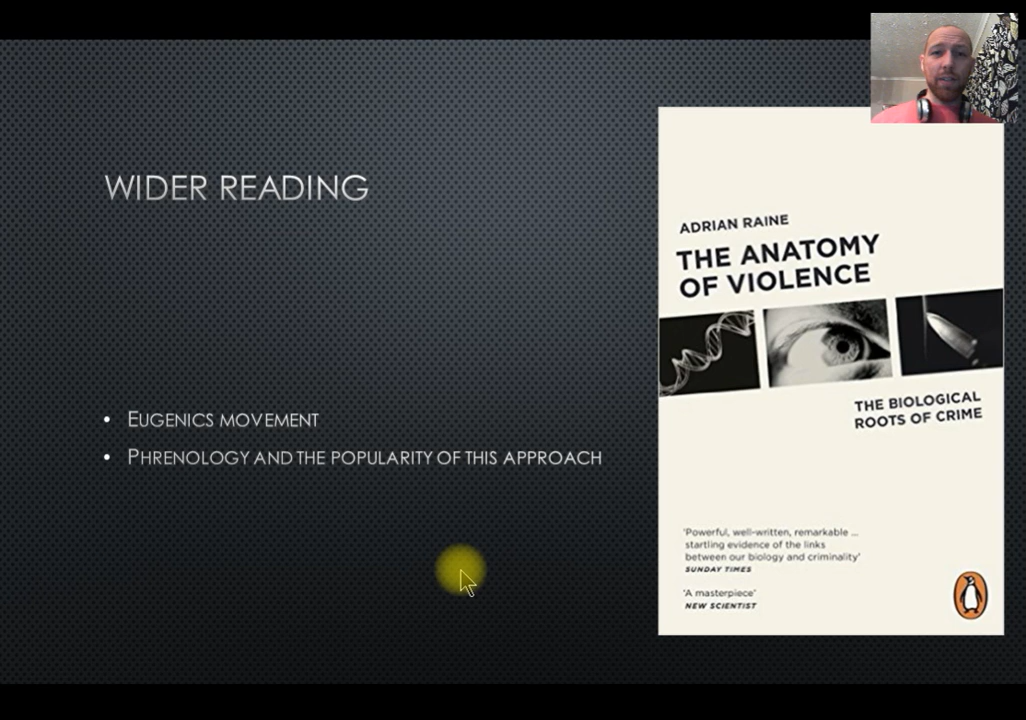 WIDER READING
• EUGENICS MOVEMENT
• PHRENOLOGY AND THE POPULARITY OF THIS APPROACH
ADRIAN RAINE
THE ANATOMY
OF VIOLENCE
THE BIOLOGICAL
ROOTS OF CRIME
'Powerful, well-written, remarkable ...
startling evidence of the links
between our biology and criminality'
SUNDAY TIMES
'A masterpiece'
NEW SCIENTIST